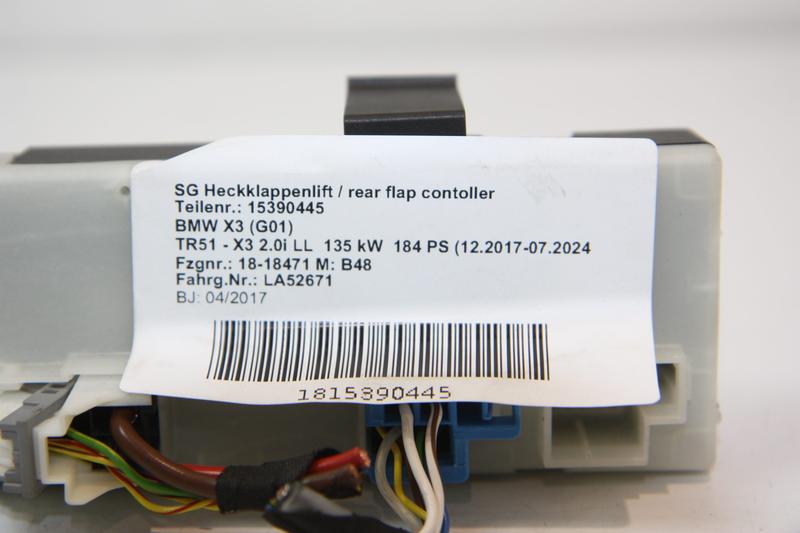 SG Heckklappenlift / rear flap contoller
Teilenr.: 15390445
BMW X3 (G01)
TR51 - X3 2.0i LL 135 kW 184 PS (12.2017-07.2024
Fzgnr.: 18-18471 M: B48
Fahrg.Nr.: LA52671
BJ: 04/2017
1815390445